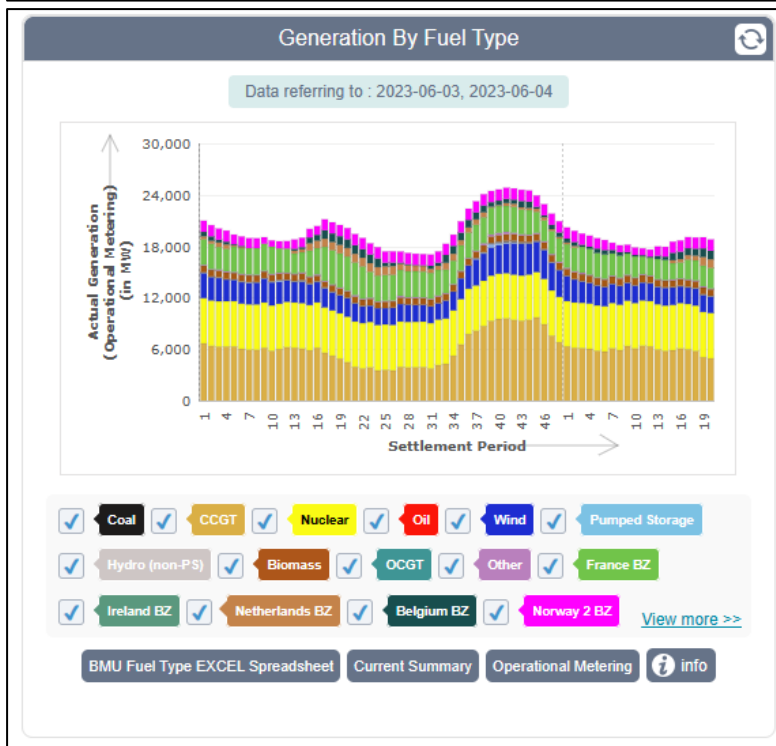 Generation By Fuel Type
Data referring to : 2023-06-03, 2023-06-04
Actual Generation
(Operational Metering)
(in MW)
30,000
24,000
18,000
12,000
6,000
0
1 4 7 10 13 16 19 22 25 28 31 34 37 40 43 46 1 4 7 10 13 16 19
Settlement Period
Coal CCGT Nuclear Oil Wind Pumped Storage
Hydro (non-PS) Biomass OCGT Other France BZ
Ireland BZ Netherlands BZ Belgium BZ Norway 2 BZ View more >>
BMU Fuel Type EXCEL Spreadsheet Current Summary Operational Metering i info